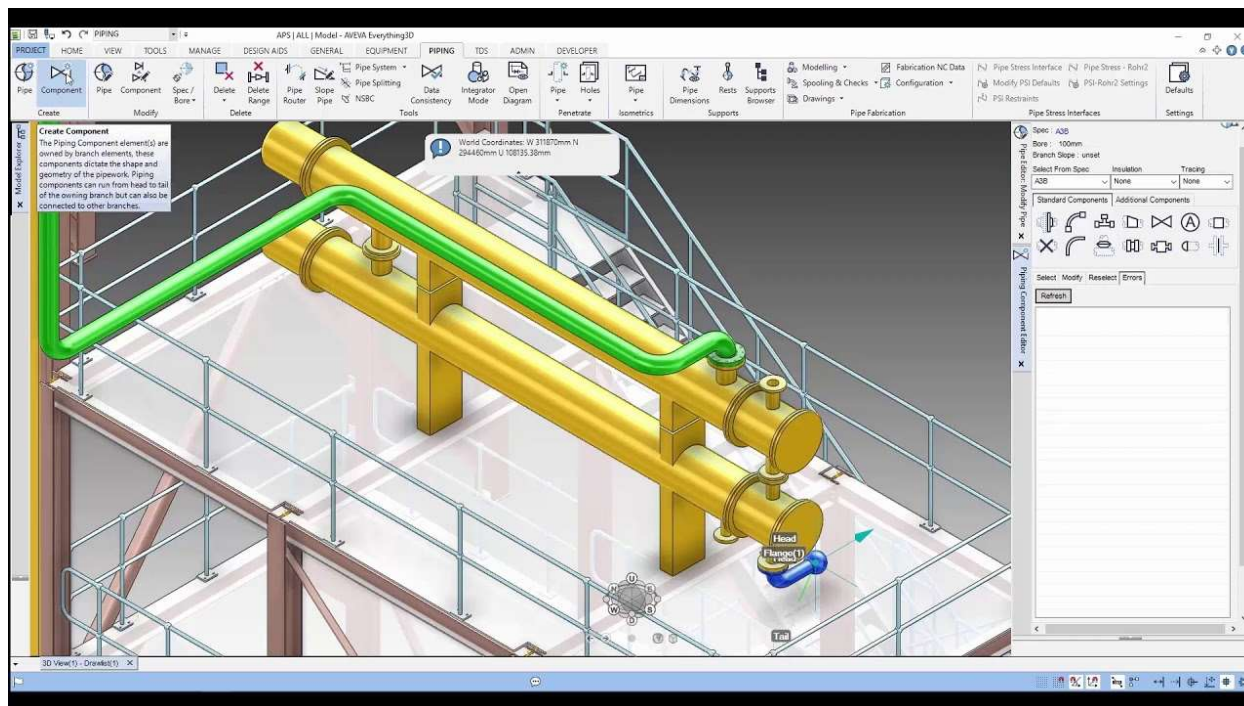 PIPING
APS | ALL | Model - AVEVA Everything3D
PROJECT HOME VIEW TOOLS MANAGE DESIGN AIDS GENERAL EQUIPMENT PIPING TDS ADMIN DEVELOPER
Pipe Component Pipe Component Spec / Bore Delete Delete Range Pipe Router Slope Pipe Pipe System Pipe Splitting NSBC Data Consistency Integrator Mode Open Diagram Pipe Holes Pipe Pipe Dimensions Rests Supports Browser Modelling Spooling & Checks Drawings Fabrication NC Data Configuration Pipe Stress Interface Modify PSI Defaults PSI Restraints Pipe Stress - Rohr2 PSI-Rohr2 Settings Defaults
Create Modify Delete Tools Penetrate Isometrics Supports Pipe Fabrication Pipe Stress Interfaces Settings
Model Explorer
Create Component
The Piping Component element(s) are
owned by branch elements, these
components dictate the shape and
geometry of the pipework. Piping
components can run from head to tail
of the owning branch but can also be
connected to other branches.
World Coordinates: W 311870mm N
294460mm U 108135.38mm
Head
Flange(1)
Tail
U
N
E
W
S
D
Pipe Editor: Modify Pipe
Piping Component Editor
Spec : A3B
Bore : 100mm
Branch Slope : unset
Select From Spec Insulation Tracing
A3B None None
Standard Components Additional Components
A
Select Modify Reselect Errors
Refresh
3D View(1) - Drawlist(1)